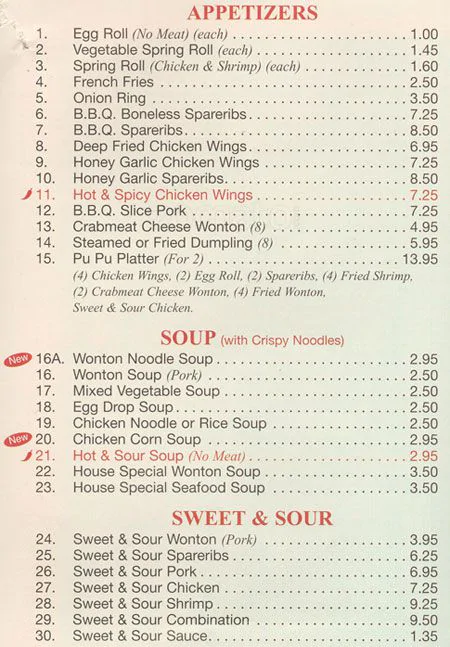 APPETIZERS
1. Egg Roll (No Meat) (each) . . . . . . . . . . . . . . . . . . . . 1.00
2. Vegetable Spring Roll (each) . . . . . . . . . . . . . . . . . . 1.45
3. Spring Roll (Chicken & Shrimp) (each) . . . . . . . . . . . . 1.60
4. French Fries . . . . . . . . . . . . . . . . . . . . . . . . . . . . 2.50
5. Onion Ring . . . . . . . . . . . . . . . . . . . . . . . . . . . . . 3.50
6. B.B.Q. Boneless Spareribs . . . . . . . . . . . . . . . . . . . 7.25
7. B.B.Q. Spareribs . . . . . . . . . . . . . . . . . . . . . . . . . 8.50
8. Deep Fried Chicken Wings . . . . . . . . . . . . . . . . . . . 6.95
9. Honey Garlic Chicken Wings . . . . . . . . . . . . . . . . . . 7.25
10. Honey Garlic Spareribs . . . . . . . . . . . . . . . . . . . . . 8.50
11. Hot & Spicy Chicken Wings . . . . . . . . . . . . . . . . . . 7.25
12. B.B.Q. Slice Pork . . . . . . . . . . . . . . . . . . . . . . . . 7.25
13. Crabmeat Cheese Wonton (8) . . . . . . . . . . . . . . . . . 4.95
14. Steamed or Fried Dumpling (8) . . . . . . . . . . . . . . . . 5.95
15. Pu Pu Platter (For 2) . . . . . . . . . . . . . . . . . . . . . . 13.95
(4) Chicken Wings, (2) Egg Roll, (2) Spareribs, (4) Fried Shrimp,
(2) Crabmeat Cheese Wonton, (4) Fried Wonton,
Sweet & Sour Chicken.
SOUP (with Crispy Noodles)
New 16A. Wonton Noodle Soup . . . . . . . . . . . . . . . . . . . . 2.95
16. Wonton Soup (Pork) . . . . . . . . . . . . . . . . . . . . . . . 2.50
17. Mixed Vegetable Soup . . . . . . . . . . . . . . . . . . . . . . 2.50
18. Egg Drop Soup . . . . . . . . . . . . . . . . . . . . . . . . . . 2.50
19. Chicken Noodle or Rice Soup . . . . . . . . . . . . . . . . . 2.50
New 20. Chicken Corn Soup . . . . . . . . . . . . . . . . . . . . . . 2.95
21. Hot & Sour Soup (No Meat) . . . . . . . . . . . . . . . . . . 2.95
22. House Special Wonton Soup . . . . . . . . . . . . . . . . . . 3.50
23. House Special Seafood Soup . . . . . . . . . . . . . . . . . 3.50
SWEET & SOUR
24. Sweet & Sour Wonton (Pork) . . . . . . . . . . . . . . . . . 3.95
25. Sweet & Sour Spareribs . . . . . . . . . . . . . . . . . . . . 6.25
26. Sweet & Sour Pork . . . . . . . . . . . . . . . . . . . . . . . 6.95
27. Sweet & Sour Chicken . . . . . . . . . . . . . . . . . . . . . 7.25
28. Sweet & Sour Shrimp . . . . . . . . . . . . . . . . . . . . . . 9.25
29. Sweet & Sour Combination . . . . . . . . . . . . . . . . . . 9.50
30. Sweet & Sour Sauce . . . . . . . . . . . . . . . . . . . . . . . 1.35